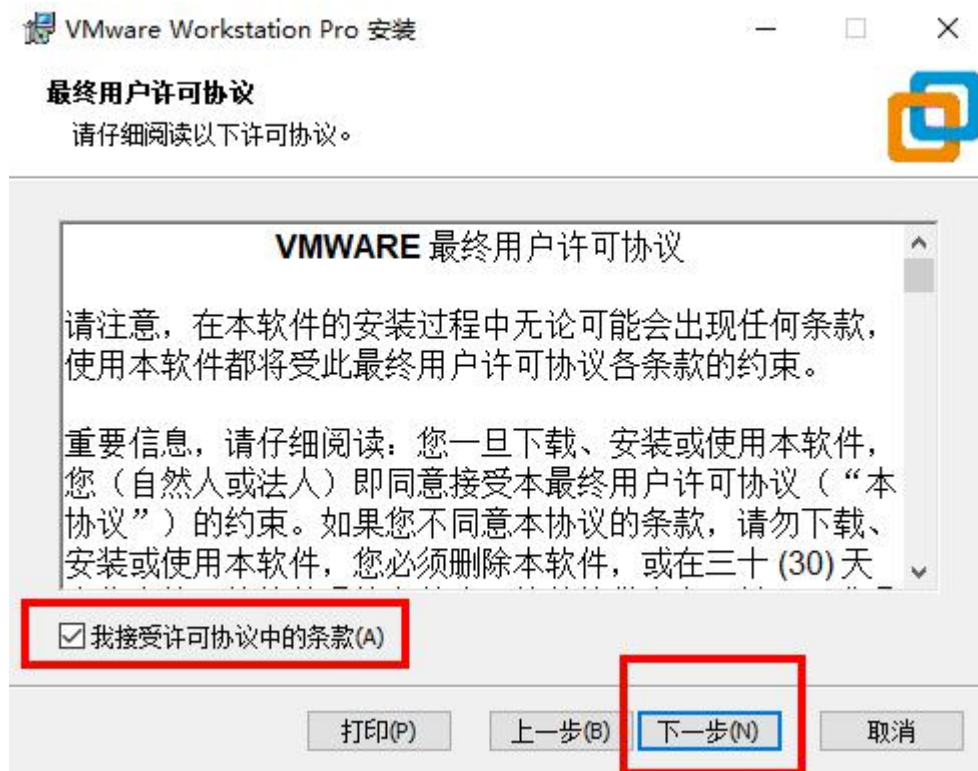 VMware Workstation Pro 安装
最终用户许可协议
请仔细阅读以下许可协议。
VMWARE 最终用户许可协议
请注意，在本软件的安装过程中无论可能会出现任何条款，
使用本软件都将受此最终用户许可协议各条款的约束。
重要信息，请仔细阅读：您一旦下载、安装或使用本软件，
您（自然人或法人）即同意接受本最终用户许可协议（“本
协议”）的约束。如果您不同意本协议的条款，请勿下载、
安装或使用本软件，您必须删除本软件，或在三十 (30) 天
我接受许可协议中的条款(A)
打印(P)
上一步(B)
下一步(N)
取消